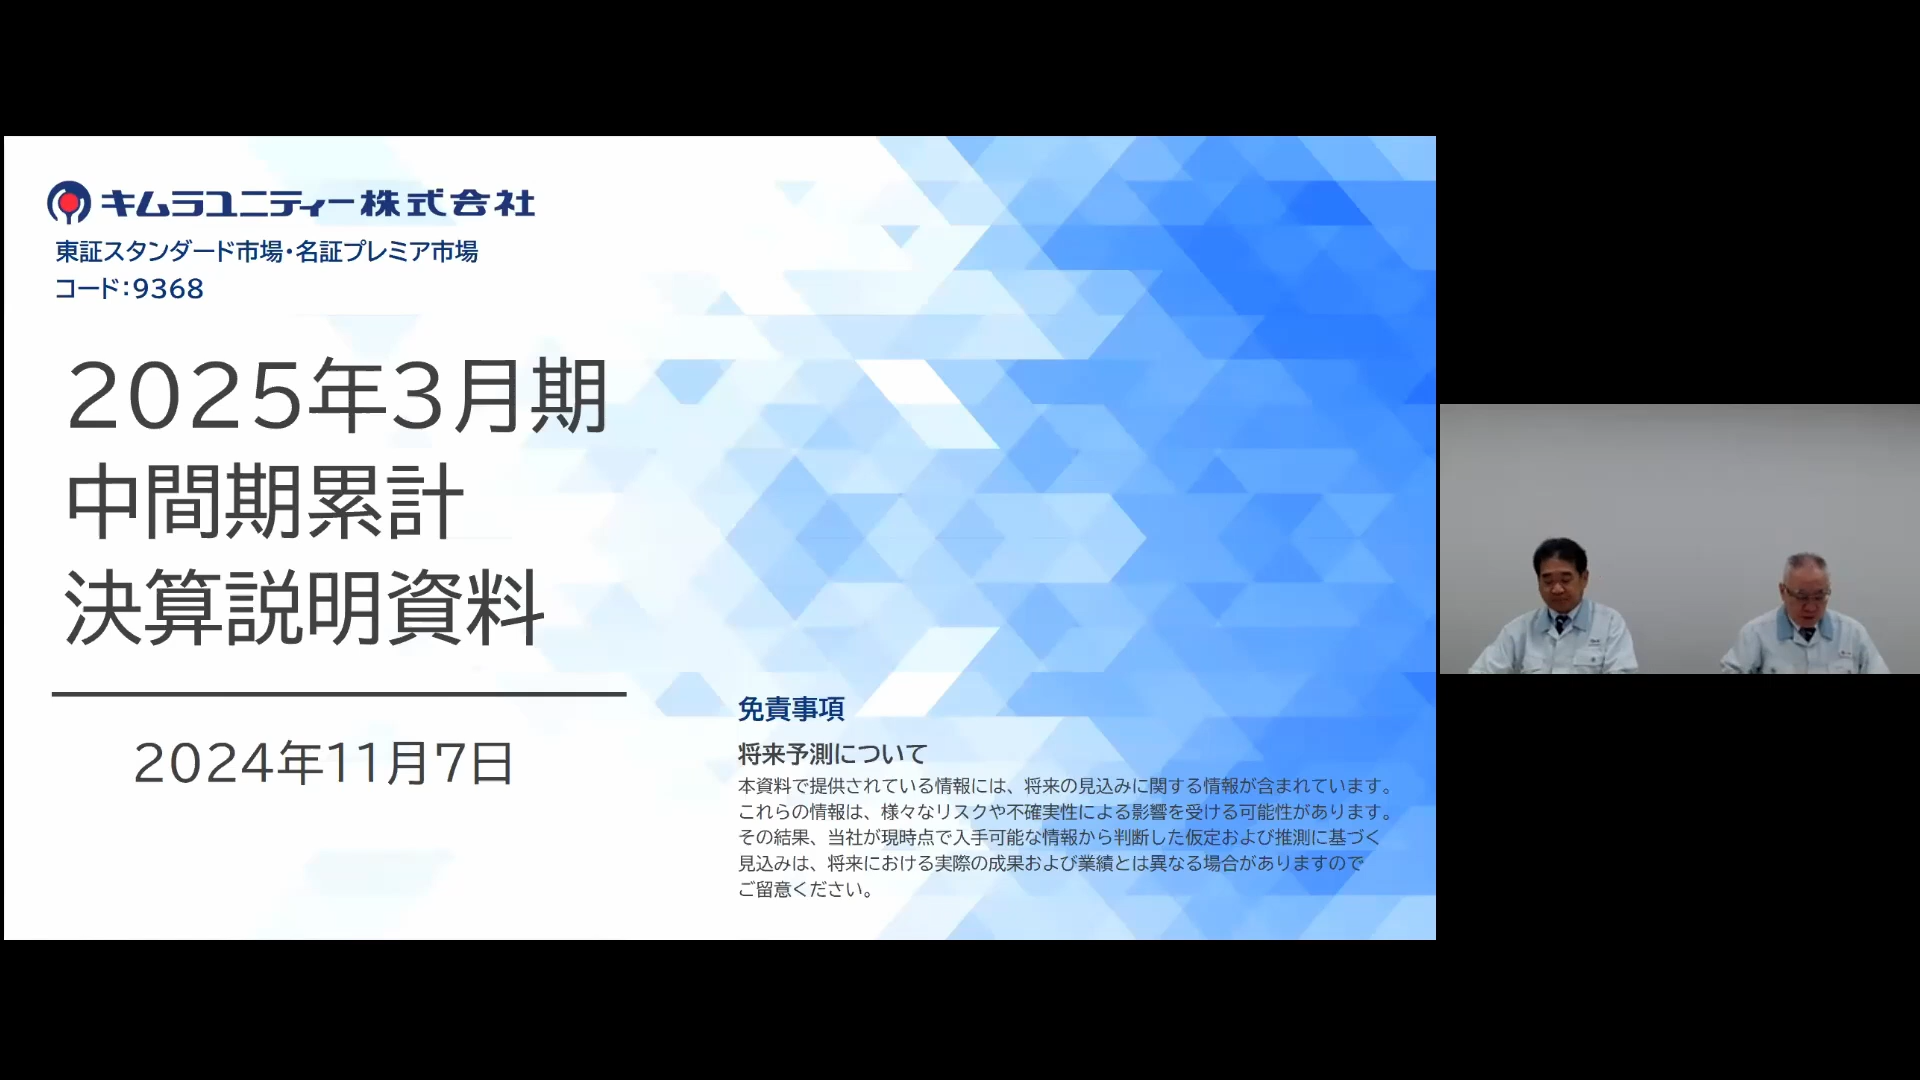 キムラユニティー株式会社
東証スタンダード市場・名証プレミア市場
コード：9368
2025年3月期
中間期累計
決算説明資料
2024年11月7日
免責事項
将来予測について
本資料で提供されている情報には、将来の見込みに関する情報が含まれています。
これらの情報は、様々なリスクや不確実性による影響を受ける可能性があります。
その結果、当社が現時点で入手可能な情報から判断した仮定および推測に基づく
見込みは、将来における実際の成果および業績とは異なる場合がありますので
ご留意ください。